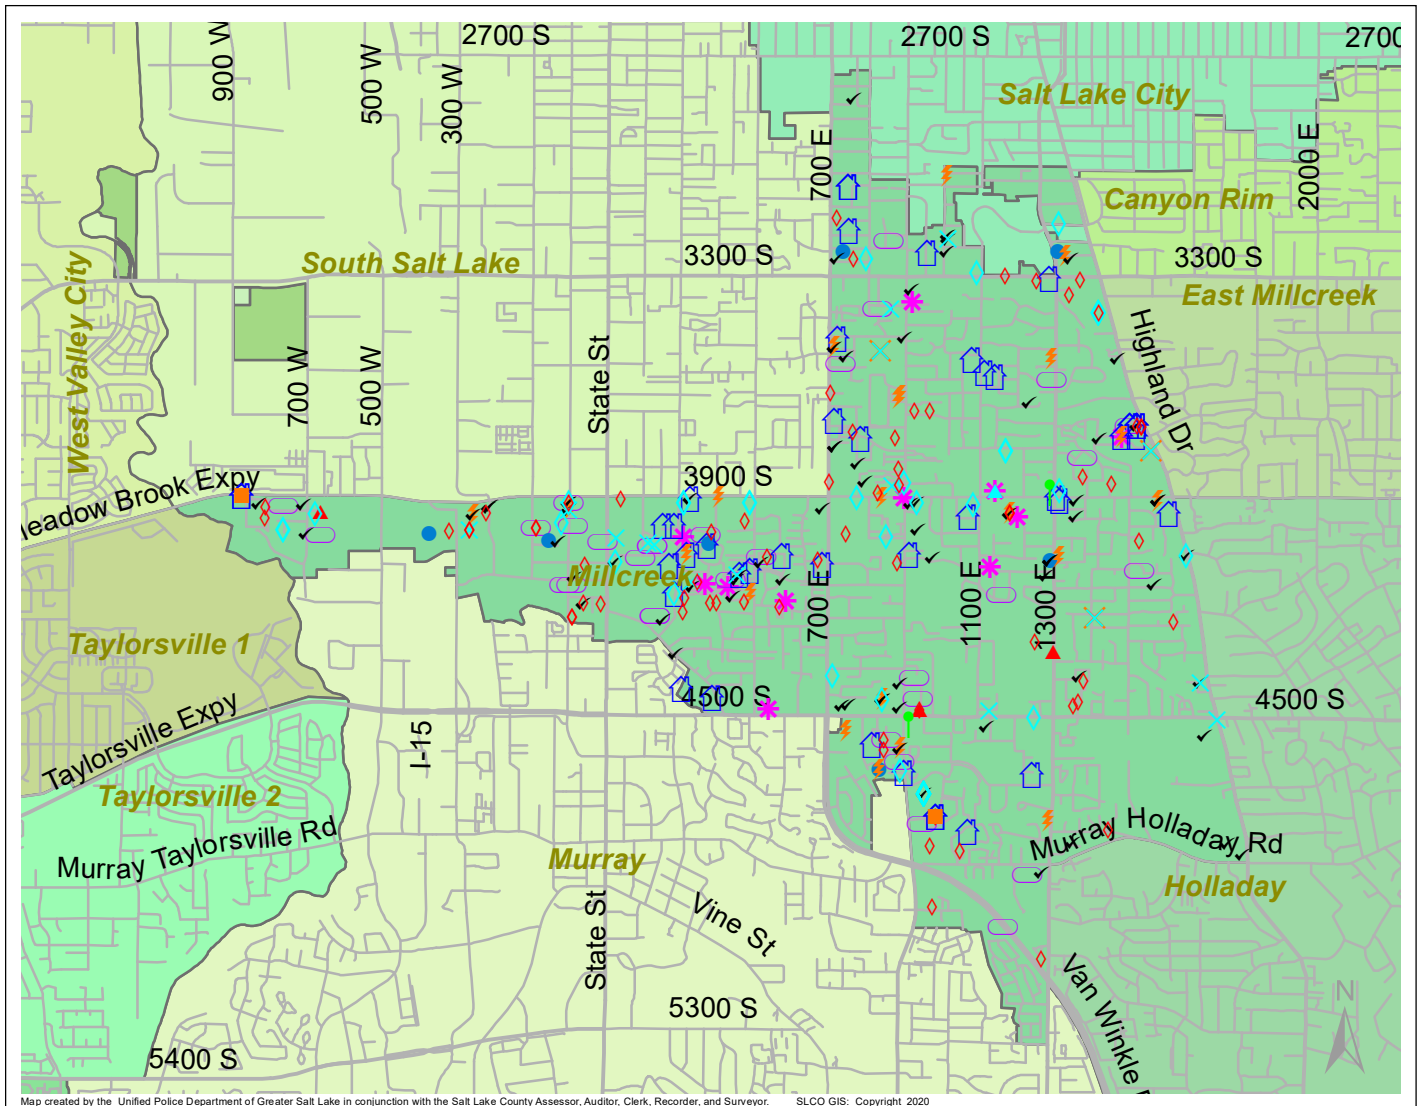 2700 S
2700 S
2700
900 W
500 W
300 W
Salt Lake City
700 E
2000 E
Canyon Rim
South Salt Lake
3300 S
3300 S
West Valley City
East Millcreek
Highland Dr
700 W
500 W
State St
3900 S
Meadow Brook Expy
Millcreek
700 E
1100 E
1300 E
Taylorsville 1
4500 S
4500 S
Taylorsville Expy
I-15
Taylorsville 2
Murray Taylorsville Rd
Murray Holladay Rd
Murray
Holladay
State St
Vine St
Van Winkle
5300 S
N
5400 S
Map created by the Unified Police Department of Greater Salt Lake in conjunction with the Salt Lake County Assessor, Auditor, Clerk, Recorder, and Surveyor. SLCO GIS: Copyright 2020